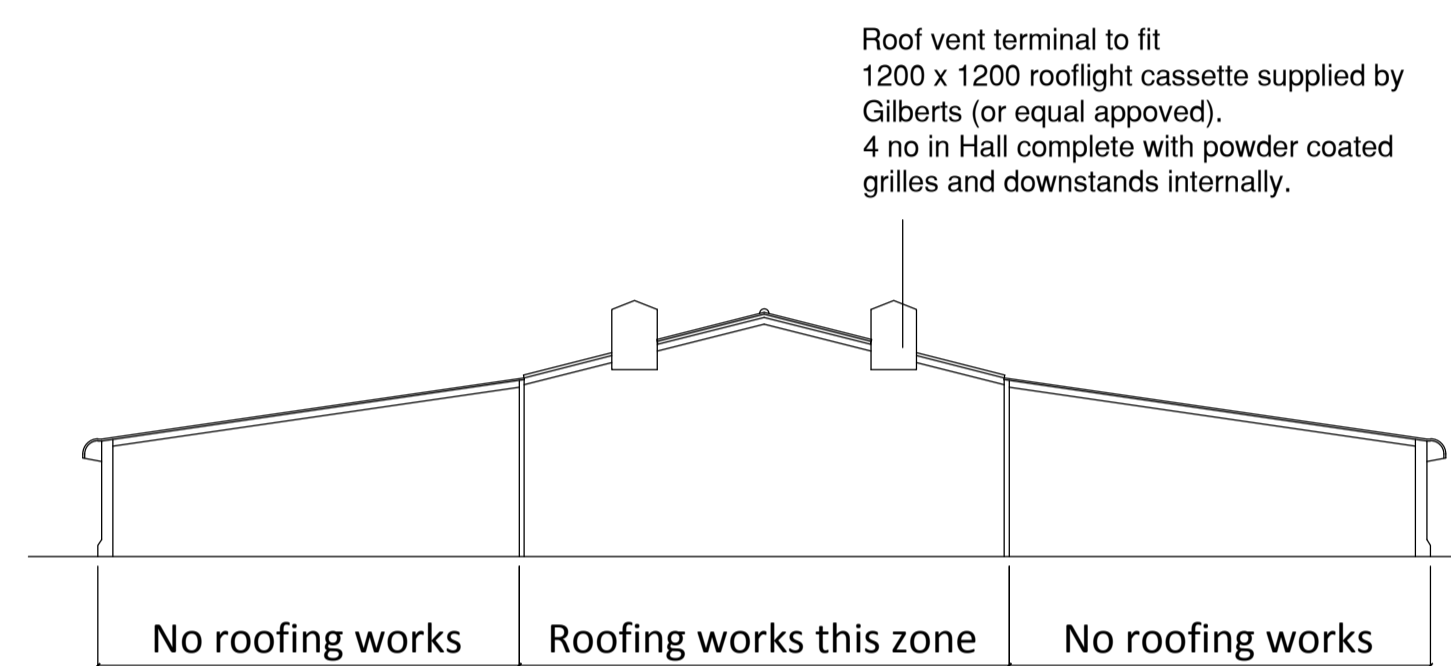 Roof vent terminal to fit
1200 x 1200 rooflight cassette supplied by
Gilberts (or equal appoved).
4 no in Hall complete with powder coated
grilles and downstands internally.
No roofing works
Roofing works this zone
No roofing works